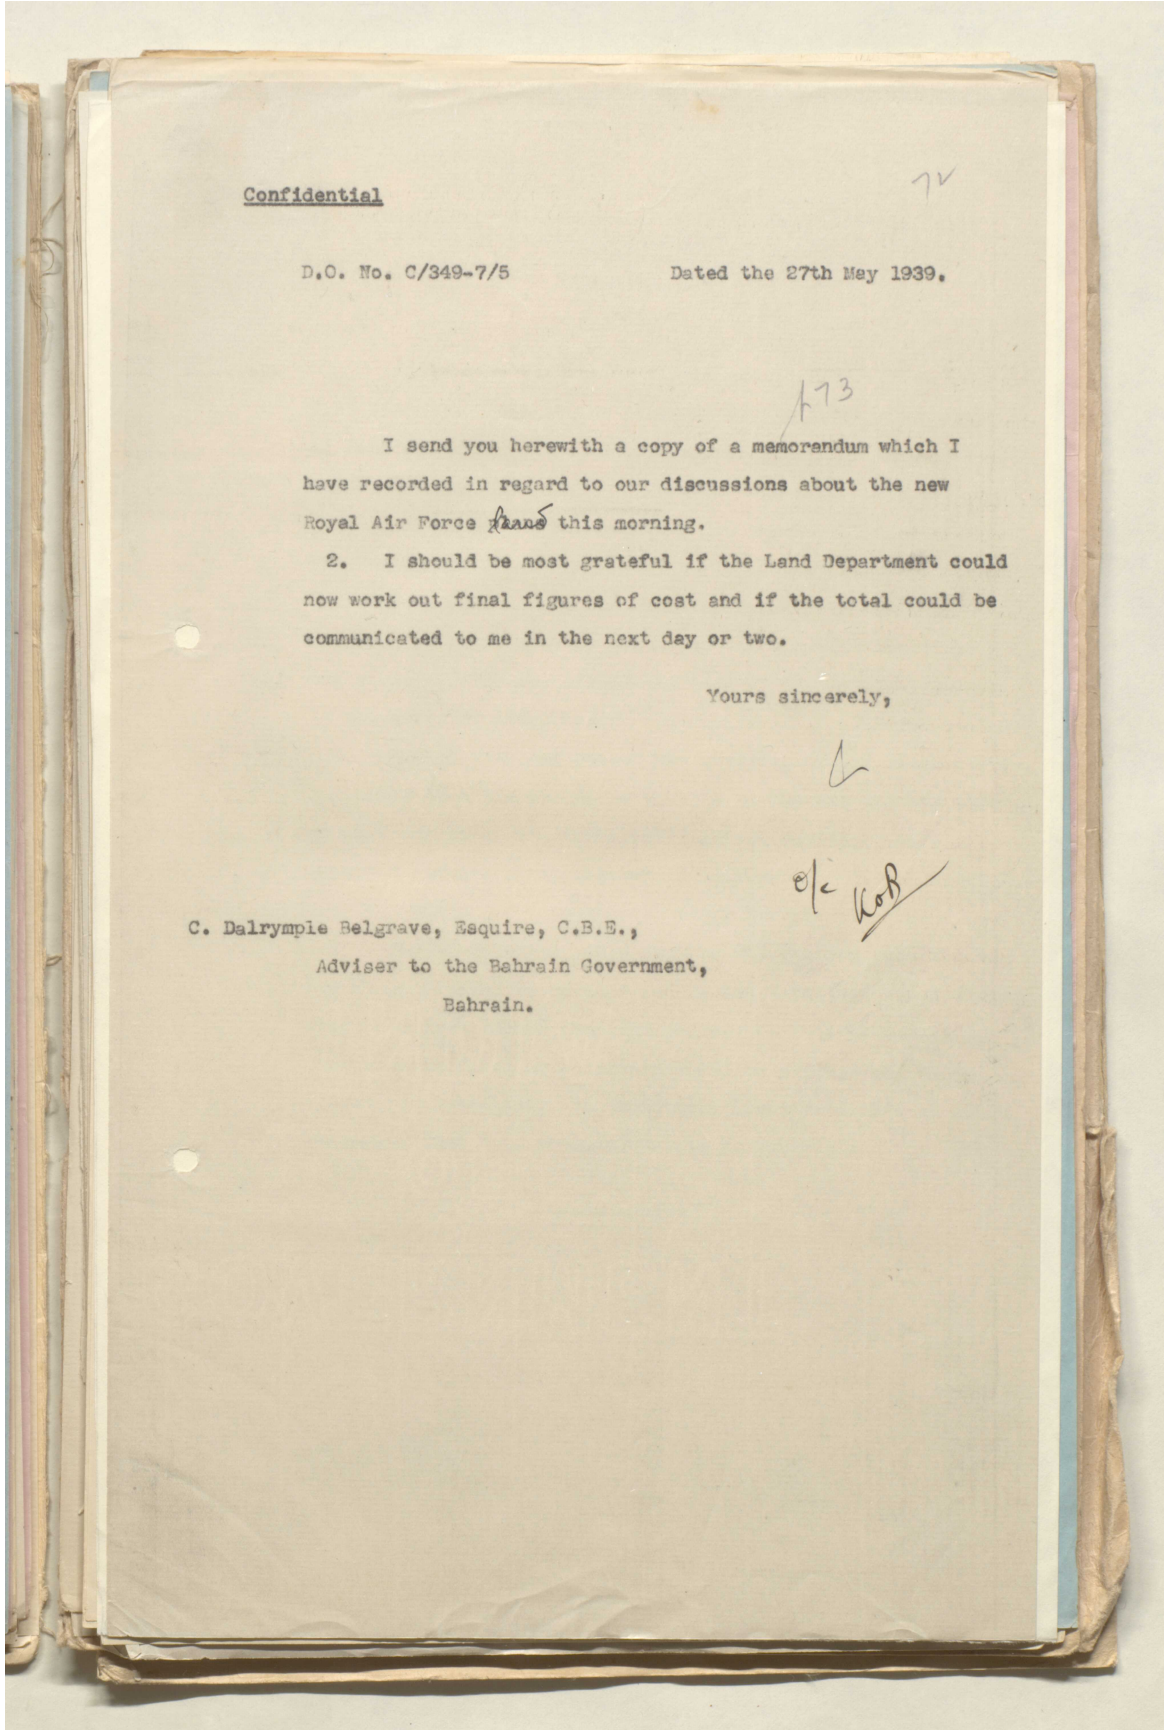 72
Confidential
D.O. No. C/349-7/5 Dated the 27th May 1939.
73
I send you herewith a copy of a memorandum which I
have recorded in regard to our discussions about the new
Royal Air Force this morning.
2. I should be most grateful if the Land Department could
now work out final figures of cost and if the total could be
communicated to me in the next day or two.
Yours sincerely,
o/c
C. Dalrymple Belgrave, Esquire, C.B.E.,
Adviser to the Bahrain Government,
Bahrain.